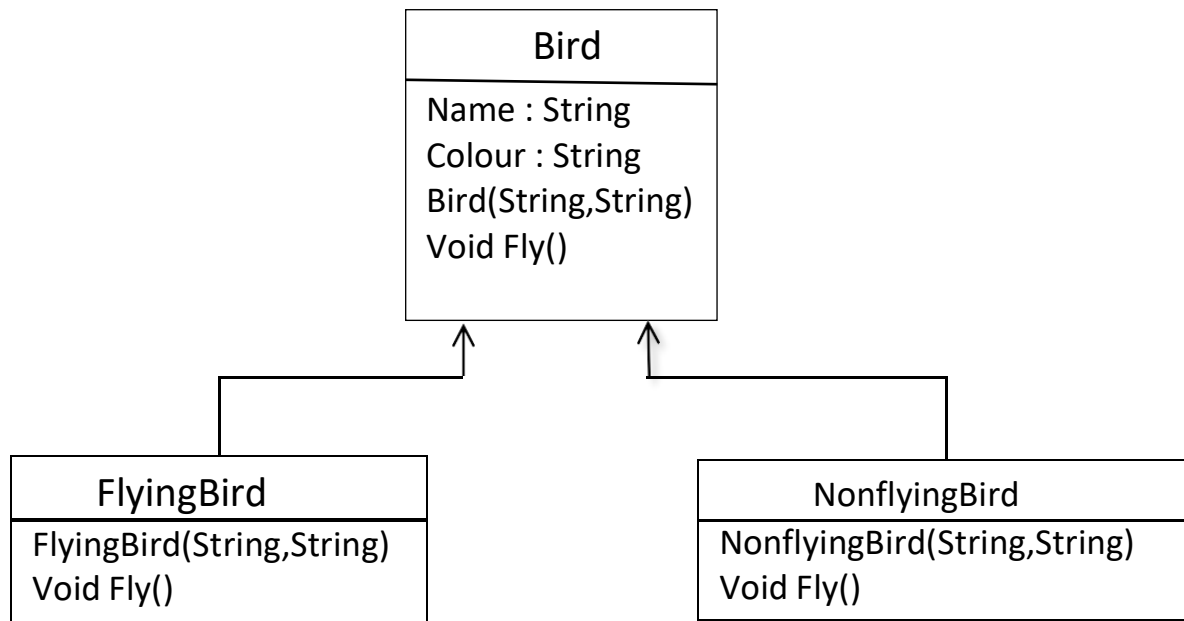 Bird
Name : String
Colour : String
Bird(String,String)
Void Fly()
FlyingBird
FlyingBird(String,String)
Void Fly()
NonflyingBird
NonflyingBird(String,String)
Void Fly()